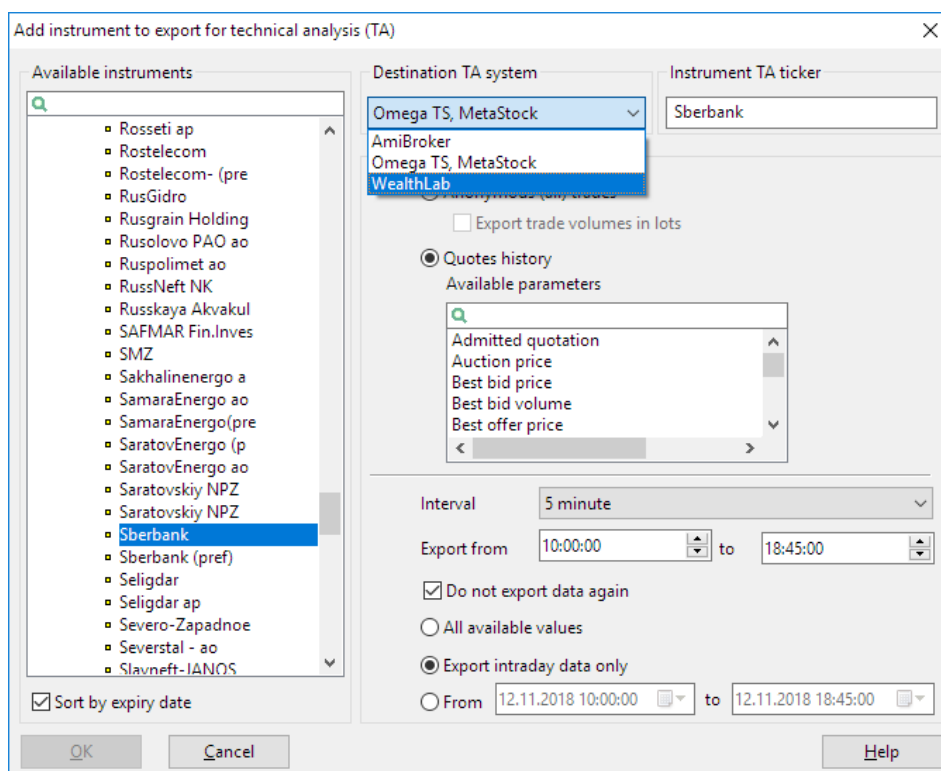 Add instrument to export for technical analysis (TA)
Available instruments
Rosseti ap
Rostelecom
Rostelecom- (pre
RusGidro
Rusgrain Holding
Rusolovo PAO ao
Ruspolimet ao
RussNeft NK
Russkaya Akvakul
SAFMAR Fin.Inves
SMZ
Sakhalinenergo a
SamaraEnergo ao
SamaraEnergo(pre
SaratovEnergo (p
SaratovEnergo ao
Saratovskiy NPZ
Saratovskiy NPZ
Sberbank
Sberbank (pref)
Seligdar
Seligdar ap
Severo-Zapadnoe
Severstal - ao
Slavneft-JANOS
Sort by expiry date
Destination TA system
Omega TS, MetaStock
AmiBroker
Omega TS, MetaStock
WealthLab
Instrument TA ticker
Sberbank
Anonymous (all) trades
Export trade volumes in lots
Quotes history
Available parameters
Admitted quotation
Auction price
Best bid price
Best bid volume
Best offer price
Interval 5 minute
Export from 10:00:00 to 18:45:00
Do not export data again
All available values
Export intraday data only
From 12.11.2018 10:00:00 to 12.11.2018 18:45:00
OK Cancel Help